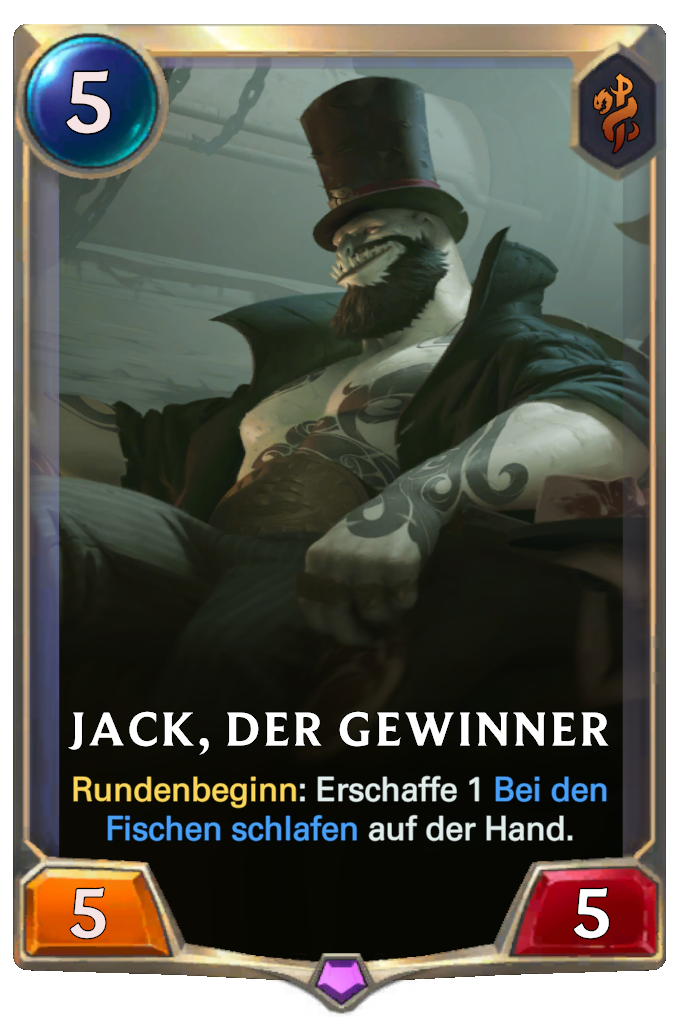 5
JACK, DER GEWINNER
Rundenbeginn: Erschaffe 1 Bei den
Fischen schlafen auf der Hand.
5 5